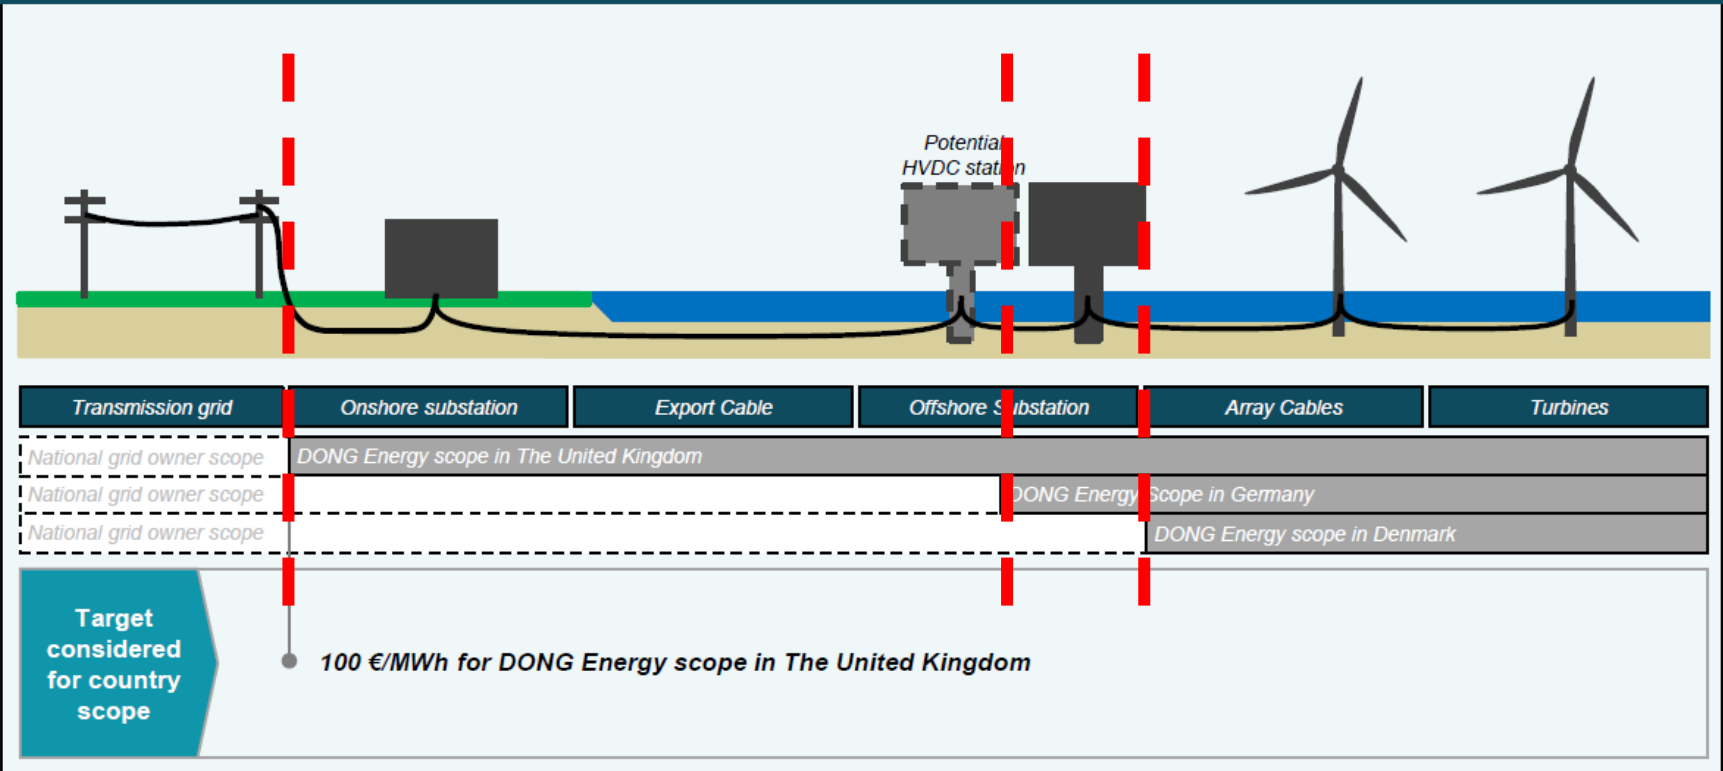 Potential
HVDC station
Transmission grid
Onshore substation
Export Cable
Offshore Substation
Array Cables
Turbines
National grid owner scope
DONG Energy scope in The United Kingdom
National grid owner scope
DONG Energy Scope in Germany
National grid owner scope
DONG Energy scope in Denmark
Target
considered
for country
scope
100 €/MWh for DONG Energy scope in The United Kingdom